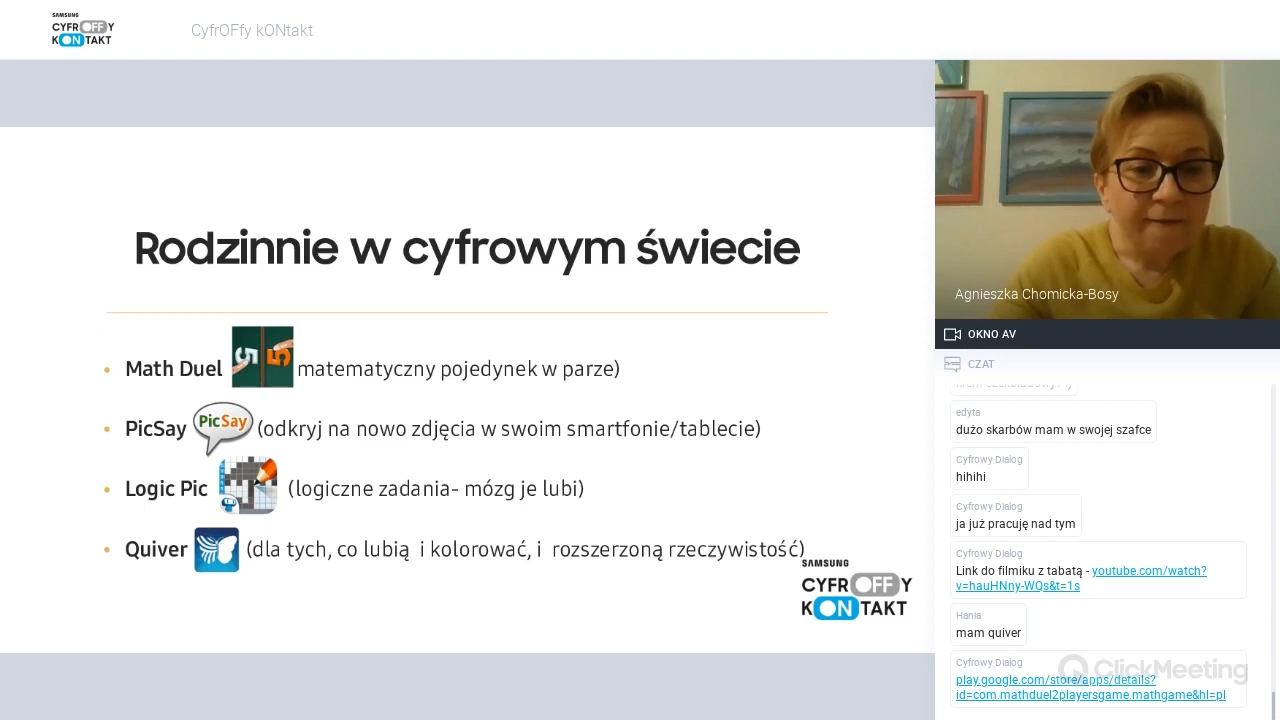 SAMSUNG
CYFROFFY
KONTAKT
CyfrOFfy kONtakt
Rodzinnie w cyfrowym świecie
• Math Duel 5 5 matematyczny pojedynek w parze)
• PicSay PicSay (odkryj na nowo zdjęcia w swoim smartfonie/tablecie)
• Logic Pic (logiczne zadania- mózg je lubi)
• Quiver (dla tych, co lubią i kolorować, i rozszerzoną rzeczywistość)
SAMSUNG
CYFROFFY
KONTAKT
Agnieszka Chomicka-Bosy
OKNO AV
CZAT
edyta
dużo skarbów mam w swojej szafce
Cyfrowy Dialog
hihihi
Cyfrowy Dialog
ja już pracuję nad tym
Cyfrowy Dialog
Link do filmiku z tabatą - youtube.com/watch?
v=hauHNny-WQs&t=1s
Hania
mam quiver
Cyfrowy Dialog
play.google.com/store/apps/details?
id=com.mathduel2playersgame.mathgame&hl=pl
ClickMeeting